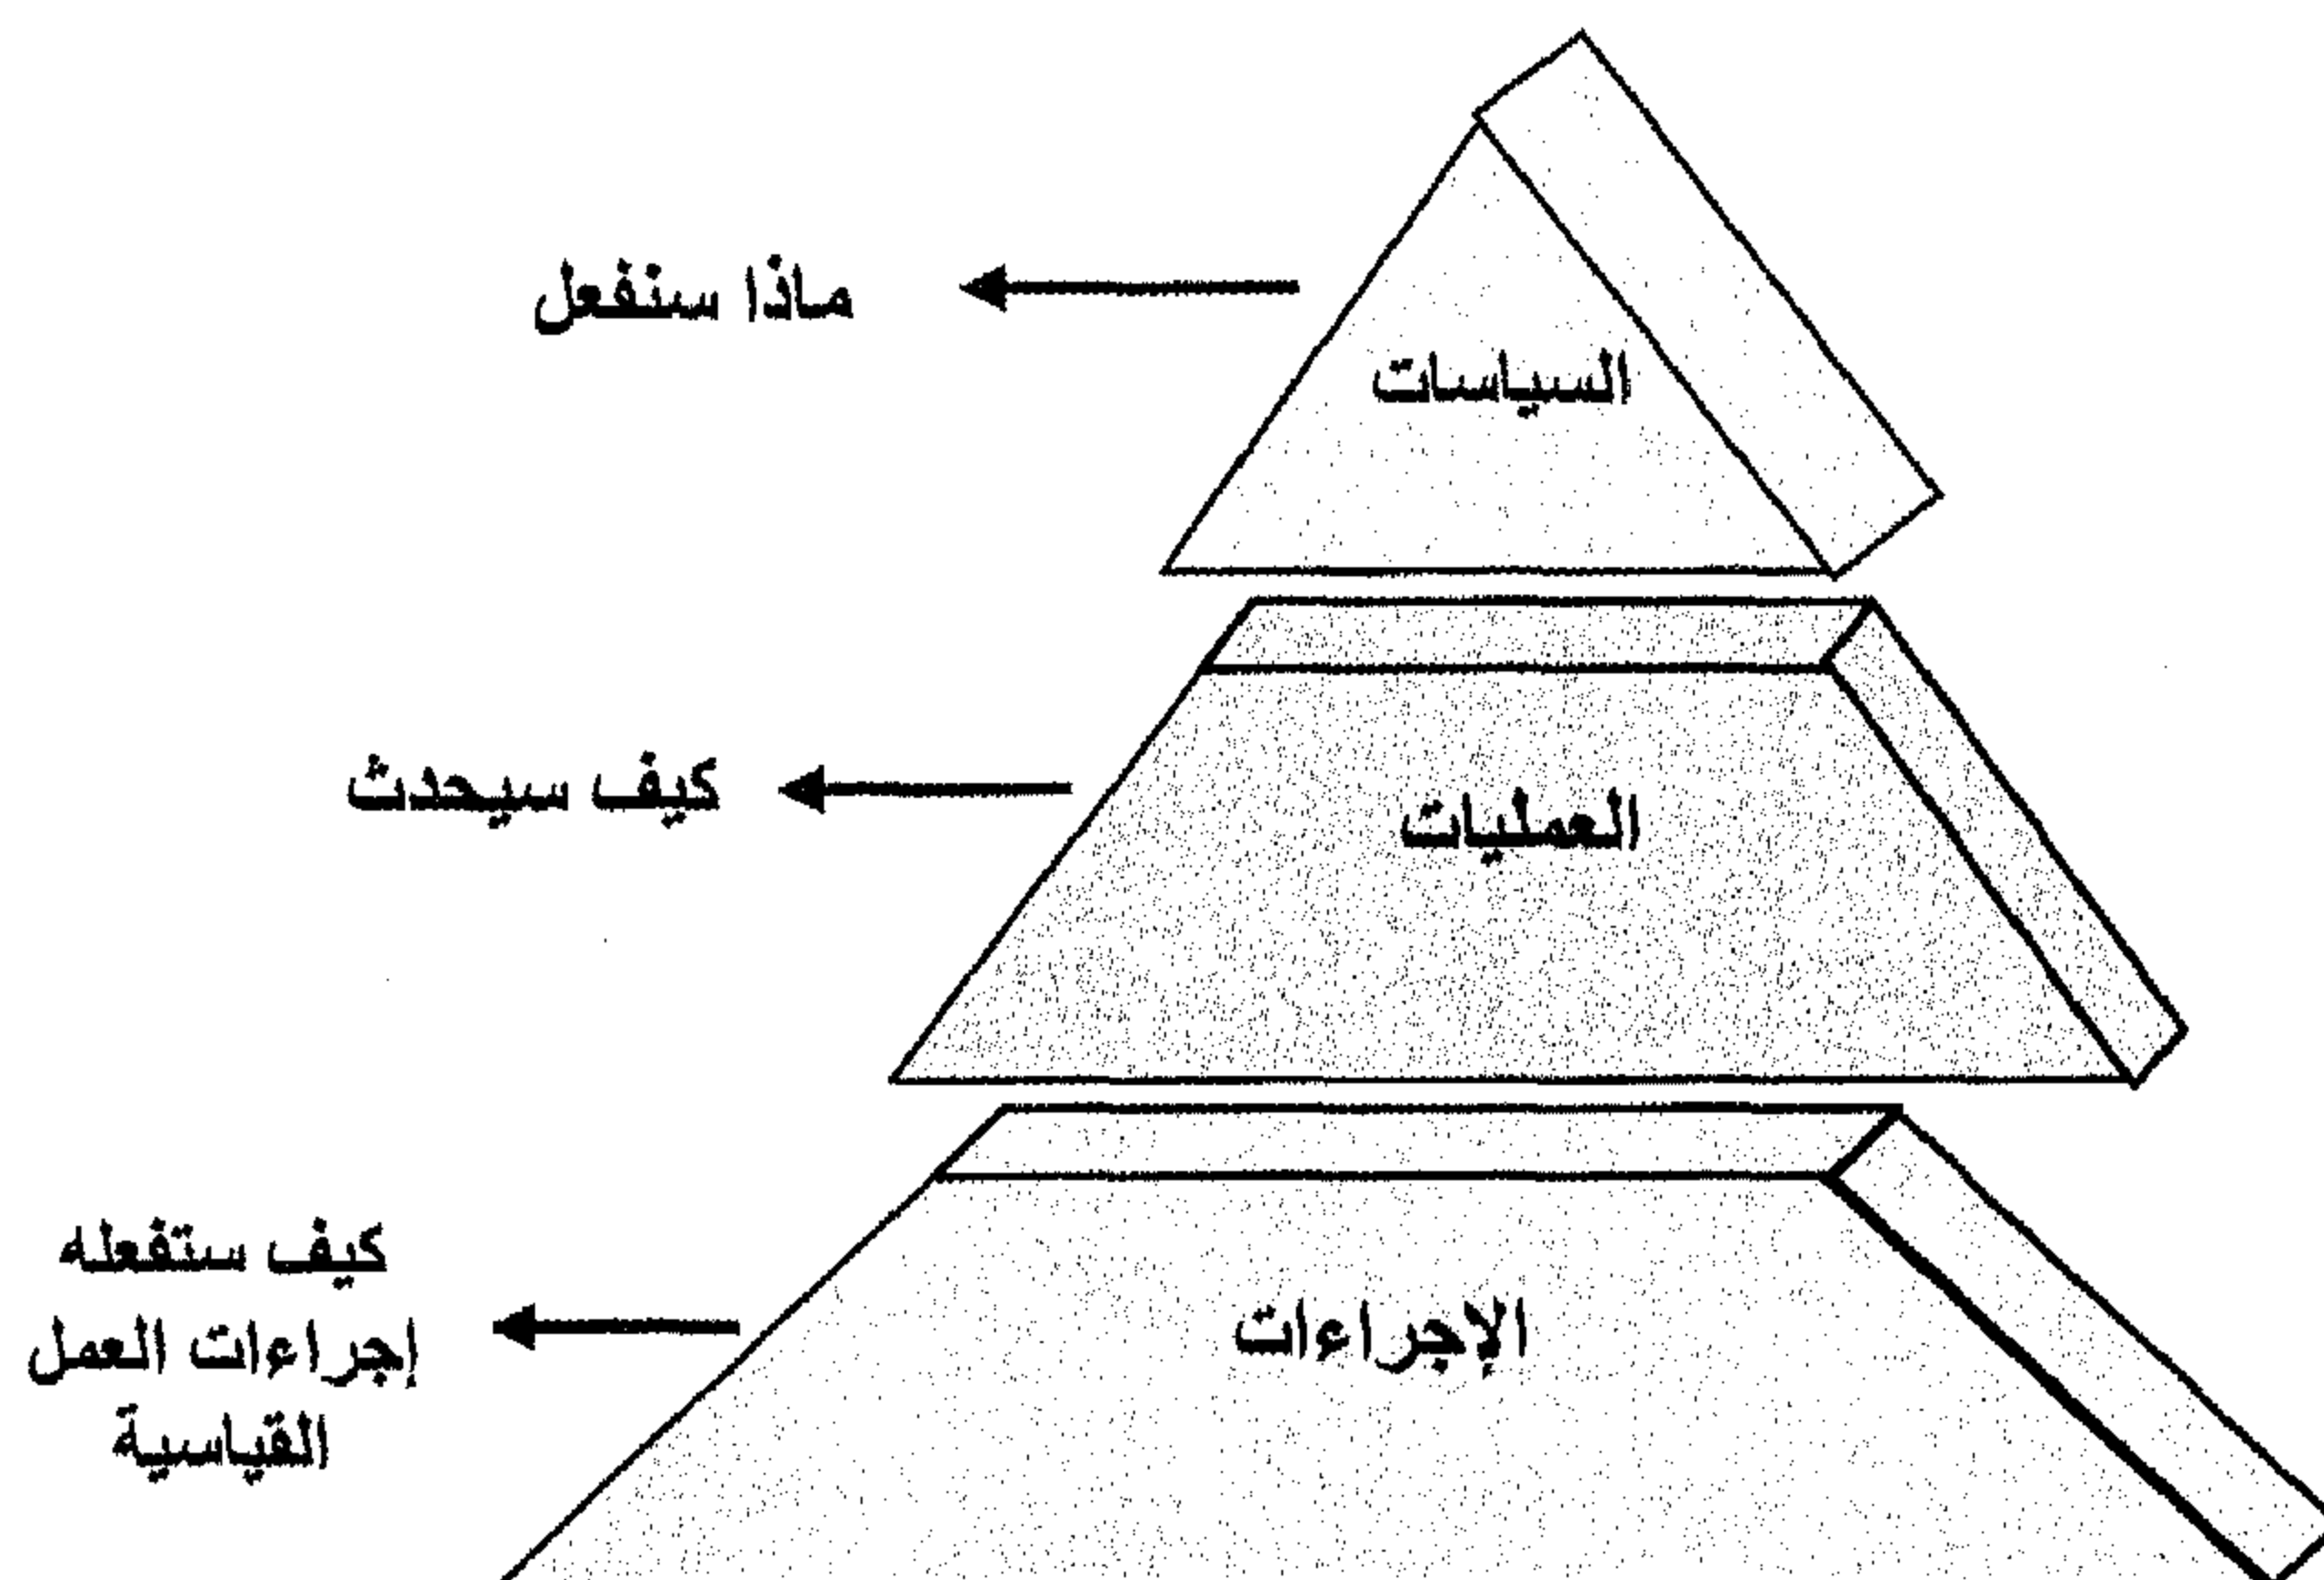 ماذا سنفعل
السياسات
كيف سيحدث
العمليات
كيف ستفعله
إجراءات العمل
القياسية
الإجراءات